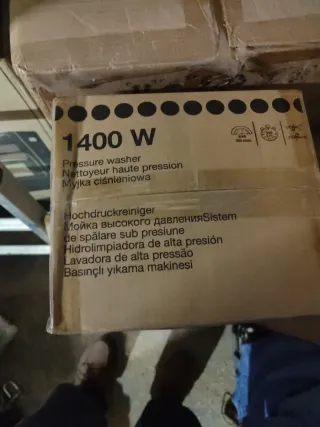 1400 W
Pressure washer
Nettoyeur haute pression
Myjka ciśnieniowa
Hochdruckreiniger
Мойка высокого давленияSistem
de spălare sub presiune
Hidrolimpiadora de alta presión
Lavadora de alta pressão
Basınçlı yıkama makinesi